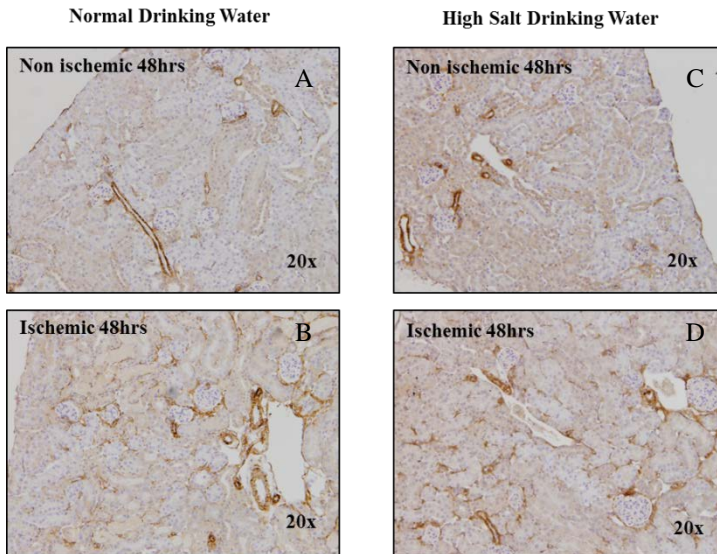 Normal Drinking Water
High Salt Drinking Water
Non ischemic 48hrs
A
20x
Non ischemic 48hrs
C
20x
Ischemic 48hrs
B
20x
Ischemic 48hrs
D
20x